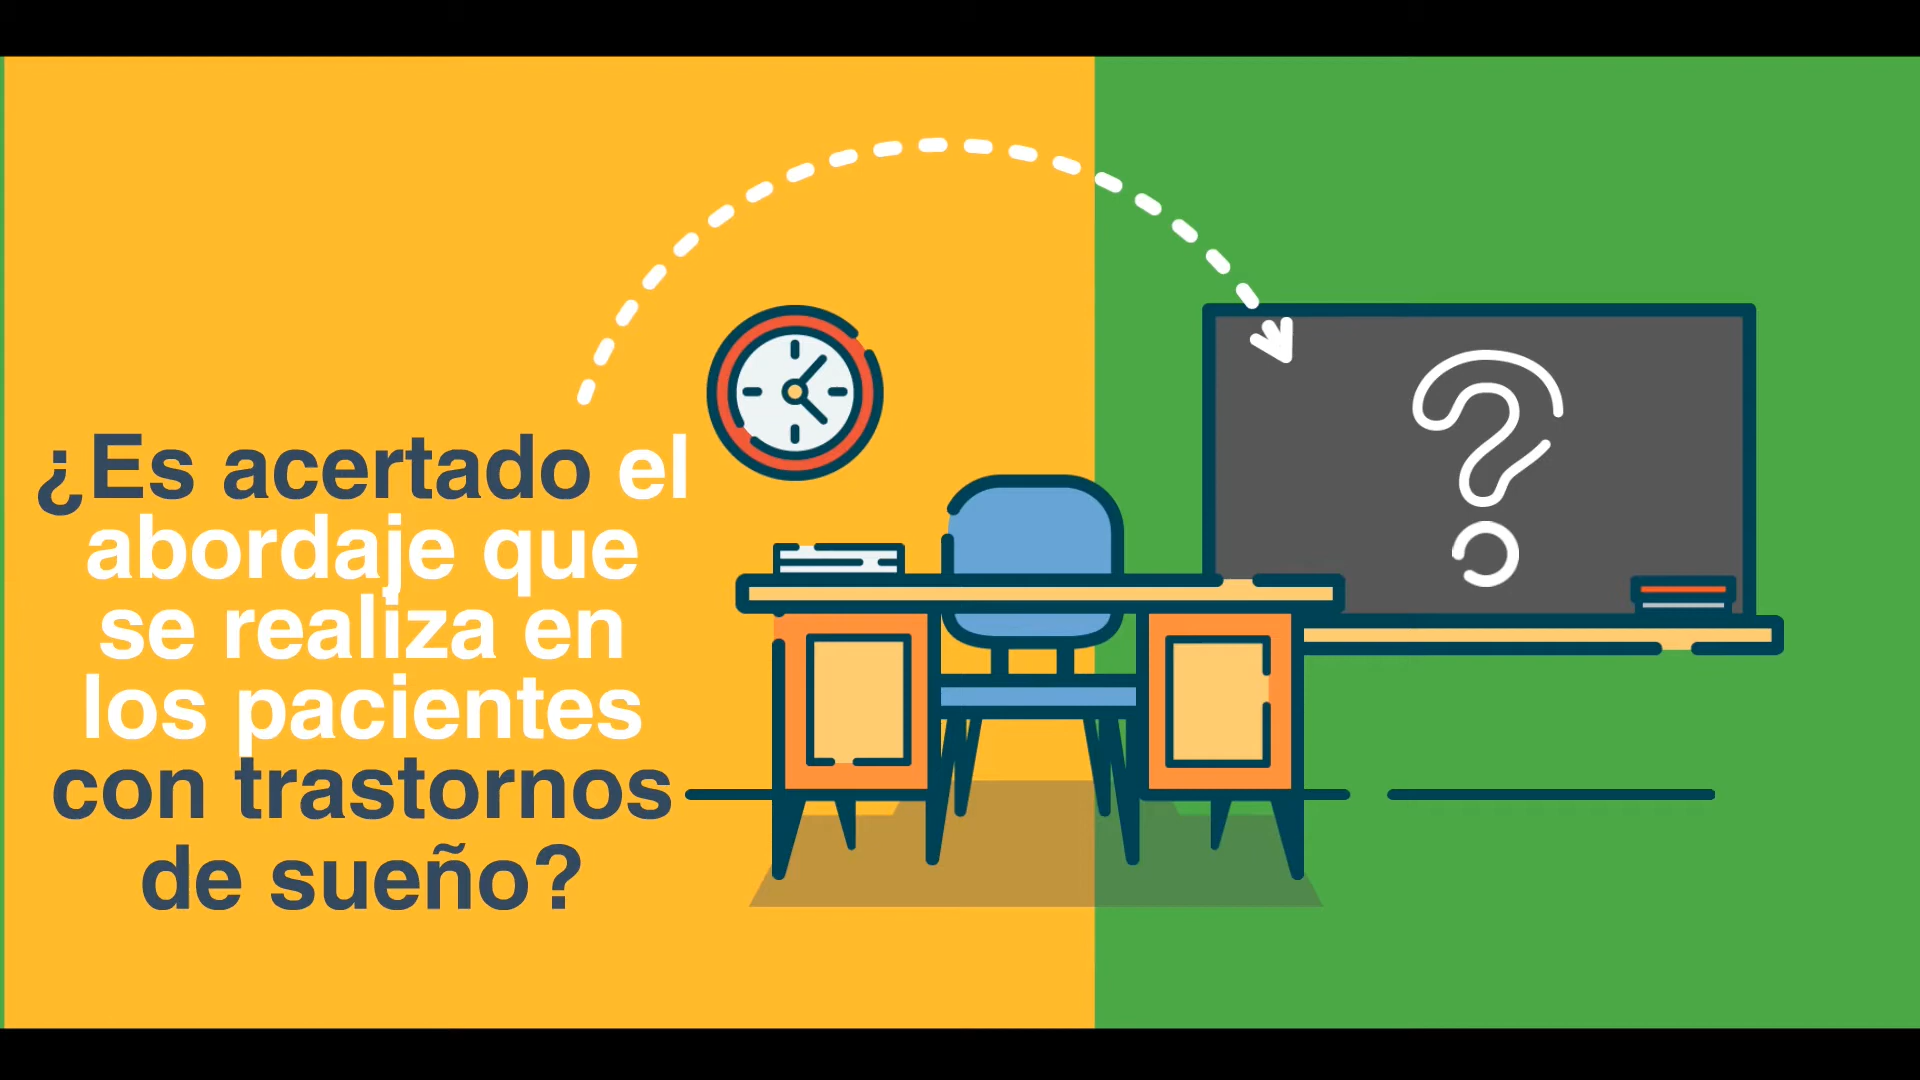 ¿Es acertado el
abordaje que
se realiza en
los pacientes
con trastornos
de sueño?
?